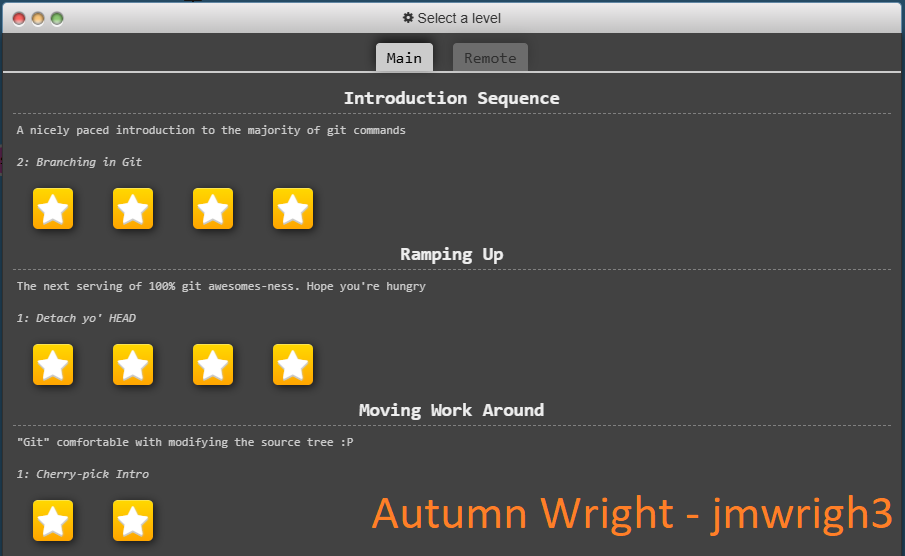 Select a level
Main
Remote
Introduction Sequence
A nicely paced introduction to the majority of git commands
2: Branching in Git
Ramping Up
The next serving of 100% git awesomes-ness. Hope you're hungry
1: Detach yo' HEAD
Moving Work Around
"Git" comfortable with modifying the source tree :P
1: Cherry-pick Intro
Autumn Wright - jmwrigh3